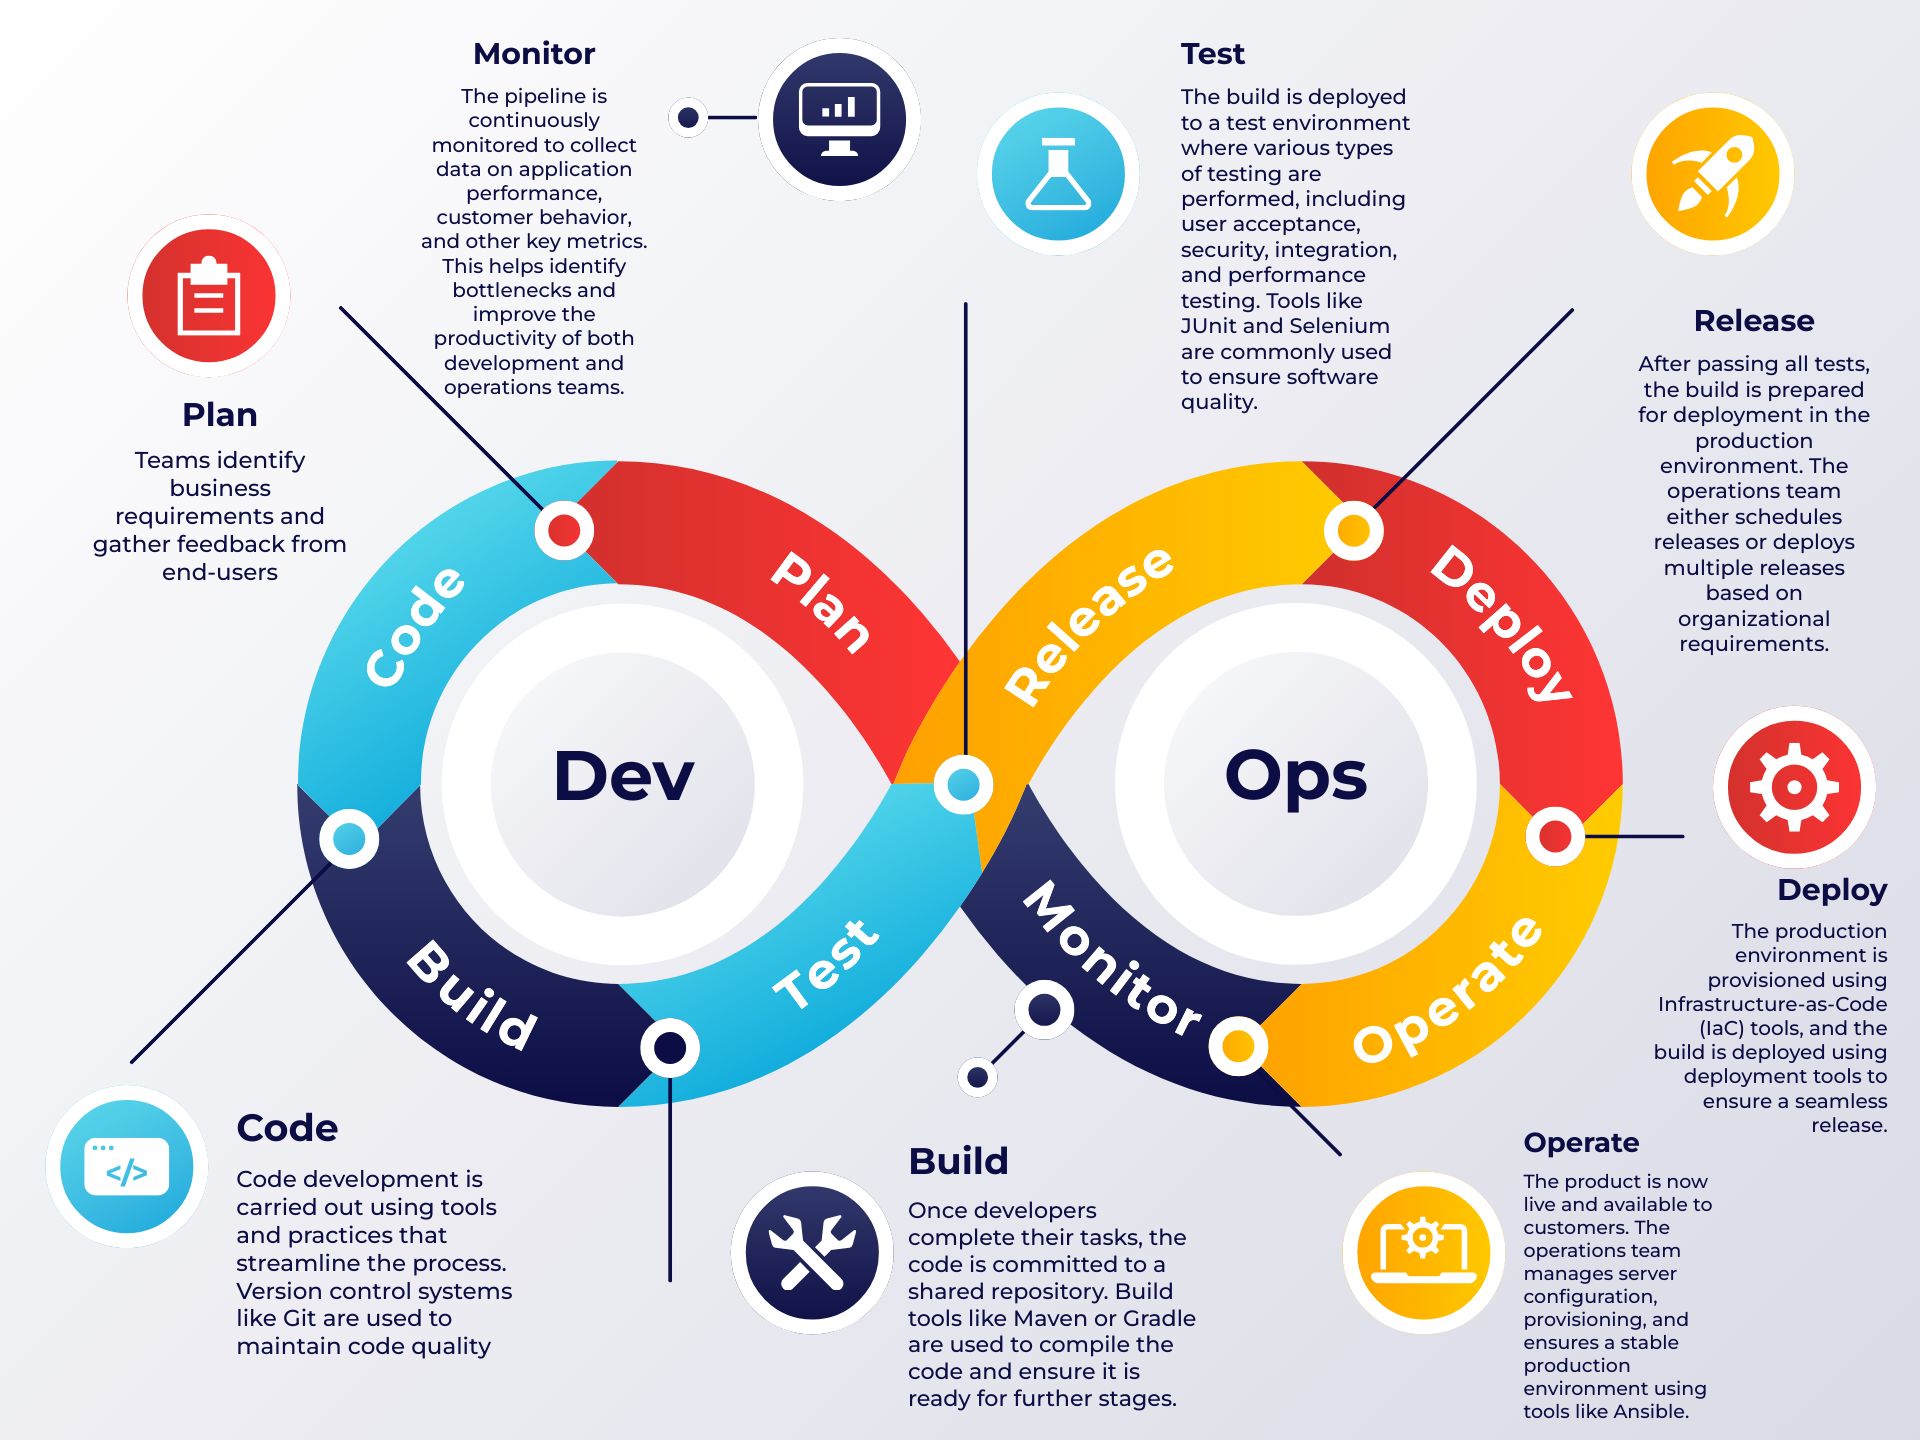 Monitor
The pipeline is
continuously
monitored to collect
data on application
performance,
customer behavior,
and other key metrics.
This helps identify
bottlenecks and
improve the
productivity of both
development and
operations teams.
Test
The build is deployed
to a test environment
where various types
of testing are
performed, including
user acceptance,
security, integration,
and performance
testing. Tools like
JUnit and Selenium
are commonly used
to ensure software
quality.
Release
After passing all tests,
the build is prepared
for deployment in the
production
environment. The
operations team
either schedules
releases or deploys
multiple releases
based on
organizational
requirements.
Plan
Teams identify
business
requirements and
gather feedback from
end-users
Code
Plan
Release
Deploy
Dev
Ops
Build
Test
Monitor
Operate
Deploy
The production
environment is
provisioned using
Infrastructure-as-Code
(IaC) tools, and the
build is deployed using
deployment tools to
ensure a seamless
release.
</>
Code
Code development is
carried out using tools
and practices that
streamline the process.
Version control systems
like Git are used to
maintain code quality
Build
Once developers
complete their tasks, the
code is committed to a
shared repository. Build
tools like Maven or Gradle
are used to compile the
code and ensure it is
ready for further stages.
Operate
The product is now
live and available to
customers. The
operations team
manages server
configuration,
provisioning, and
ensures a stable
production
environment using
tools like Ansible.